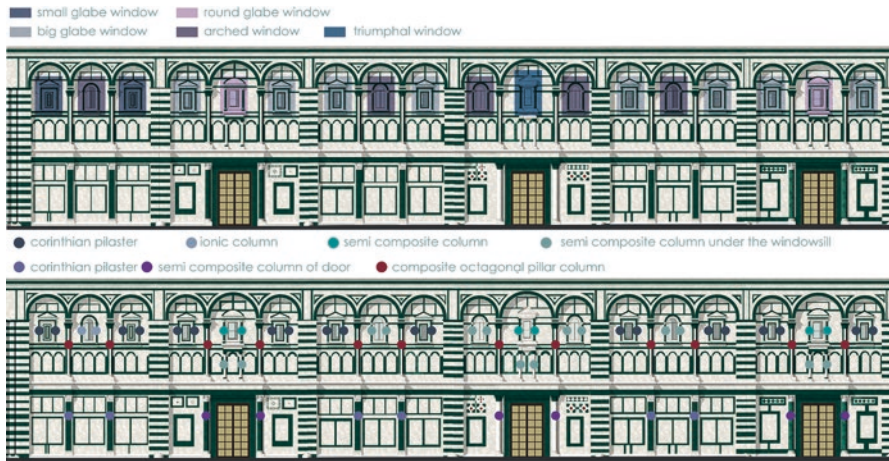 small glabe window round glabe window
big glabe window arched window triumphal window
corinthian pilaster ionic column semi composite column semi composite column under the windowsill
corinthian pilaster semi composite column of door composite octagonal pillar column